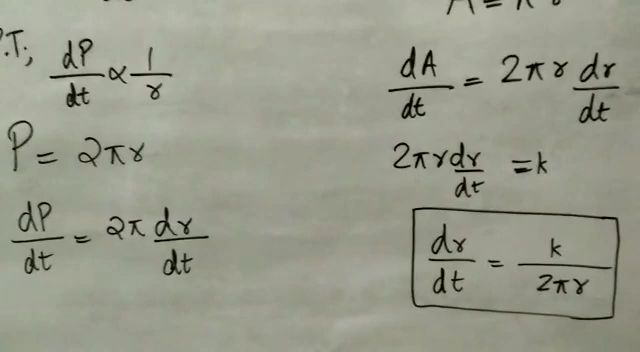 P.T; dP/dt ∝ 1/r
P = 2πr
dP/dt = 2π dr/dt
dA/dt = 2πr dr/dt
2πr dr/dt = k
dr/dt = k/2πr